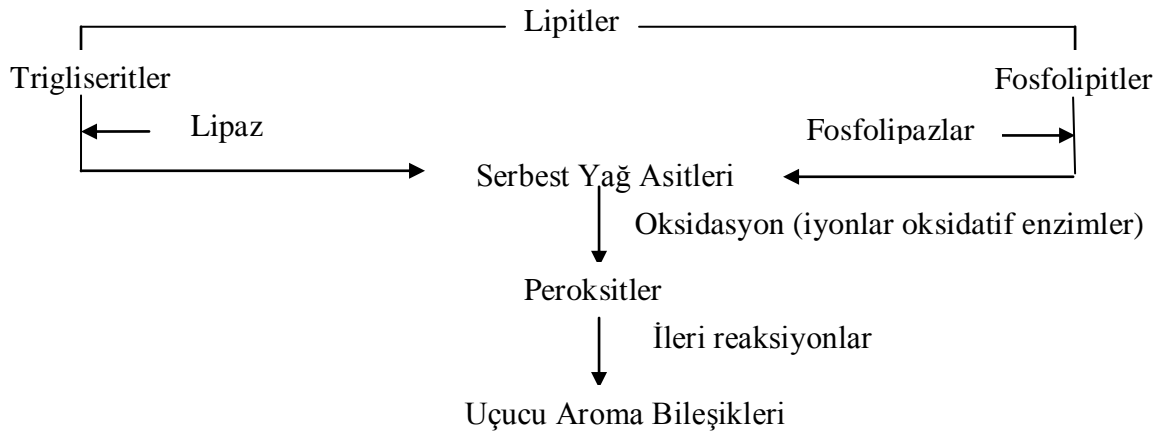 Lipitler
Trigliseritler
Fosfolipitler
Lipaz
Fosfolipazlar
Serbest Yağ Asitleri
Oksidasyon (iyonlar oksidatif enzimler)
Peroksitler
İleri reaksiyonlar
Uçucu Aroma Bileşikleri